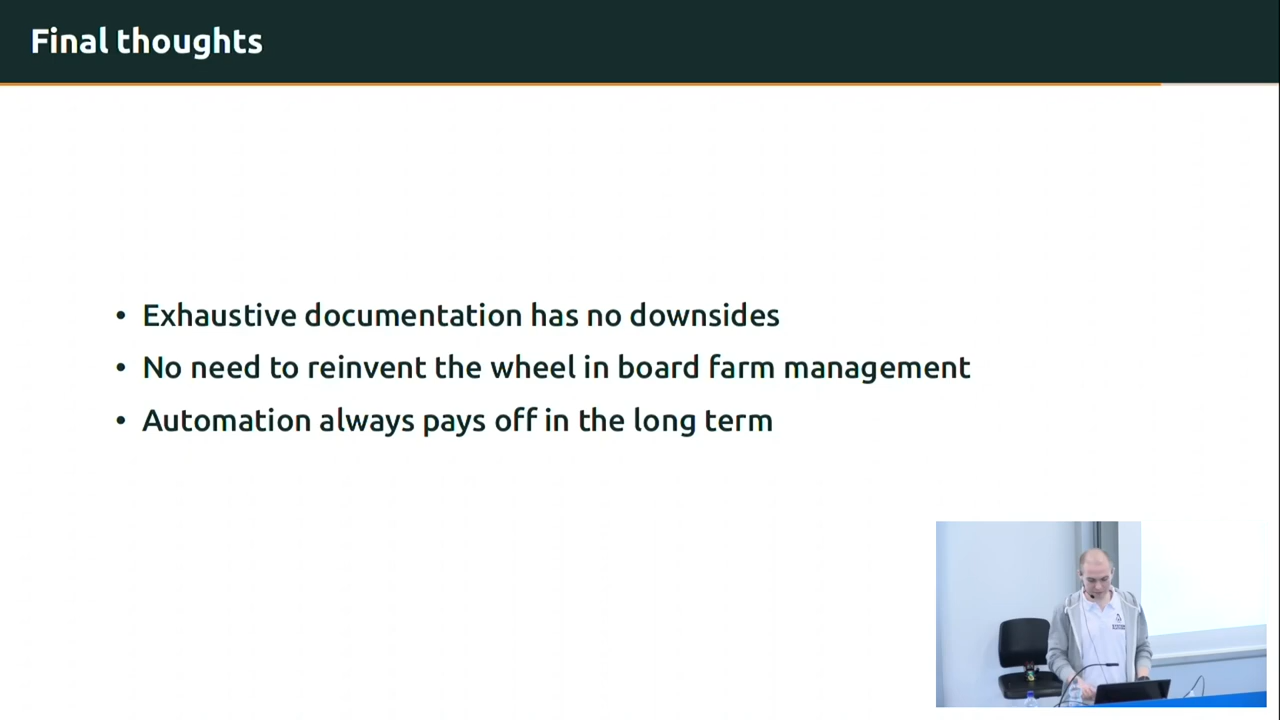 Final thoughts
• Exhaustive documentation has no downsides
• No need to reinvent the wheel in board farm management
• Automation always pays off in the long term